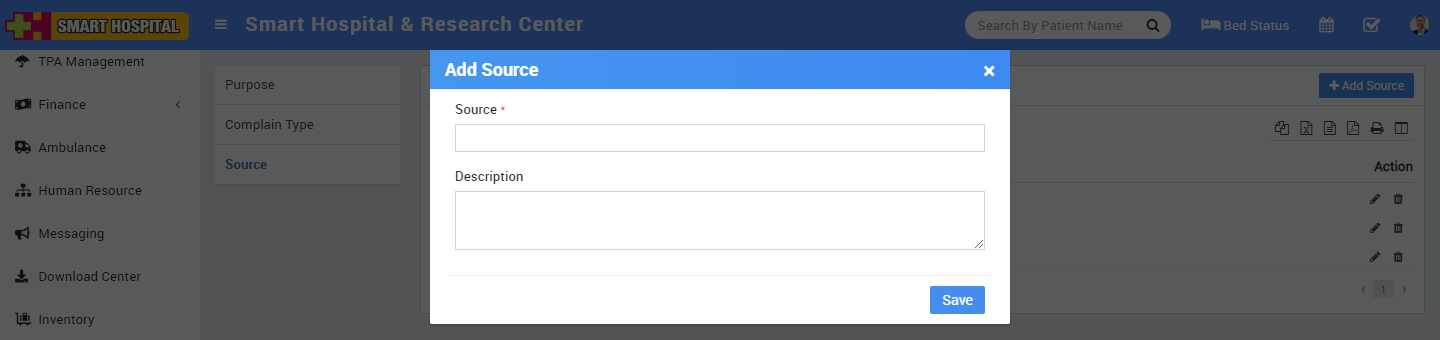 SMART HOSPITAL
Smart Hospital & Research Center
Search By Patient Name
Bed Status
TPA Management
Finance
Ambulance
Human Resource
Messaging
Download Center
Inventory
Purpose
Complain Type
Source
+ Add Source
Action
‹ 1 ›
Add Source ×
Source *
Description
Save